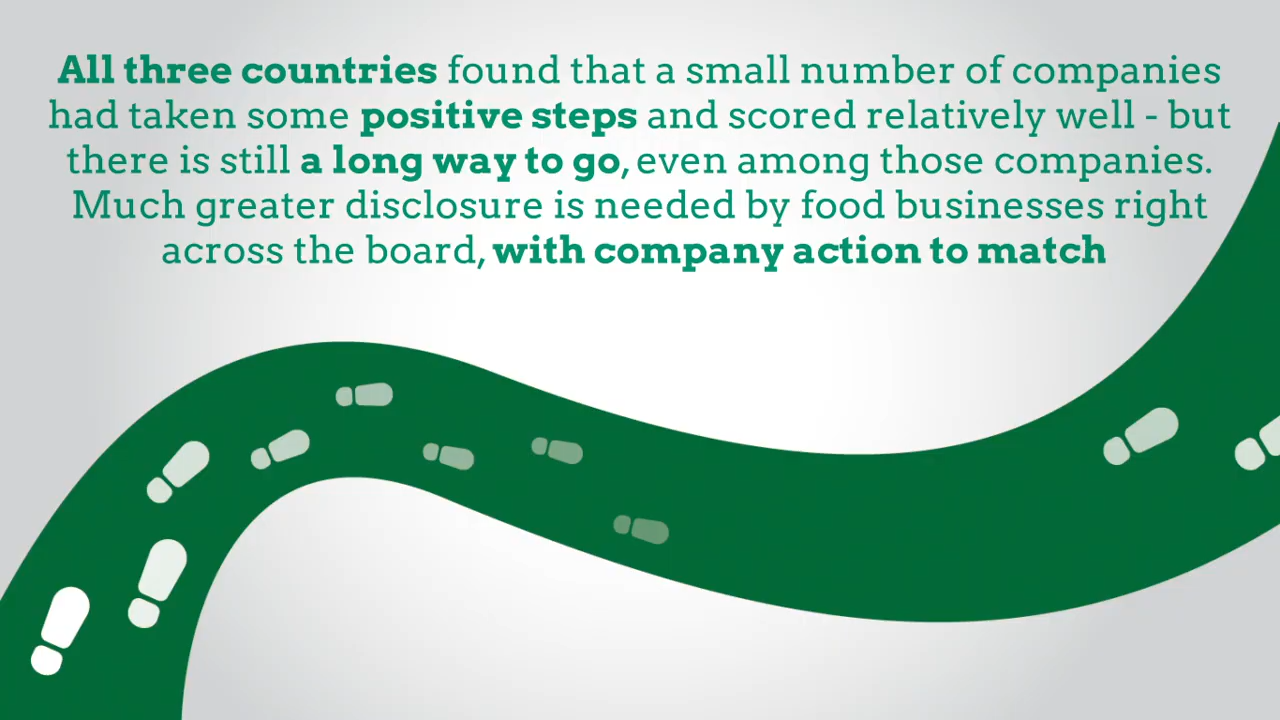 All three countries found that a small number of companies
had taken some positive steps and scored relatively well - but
there is still a long way to go, even among those companies.
Much greater disclosure is needed by food businesses right
across the board, with company action to match